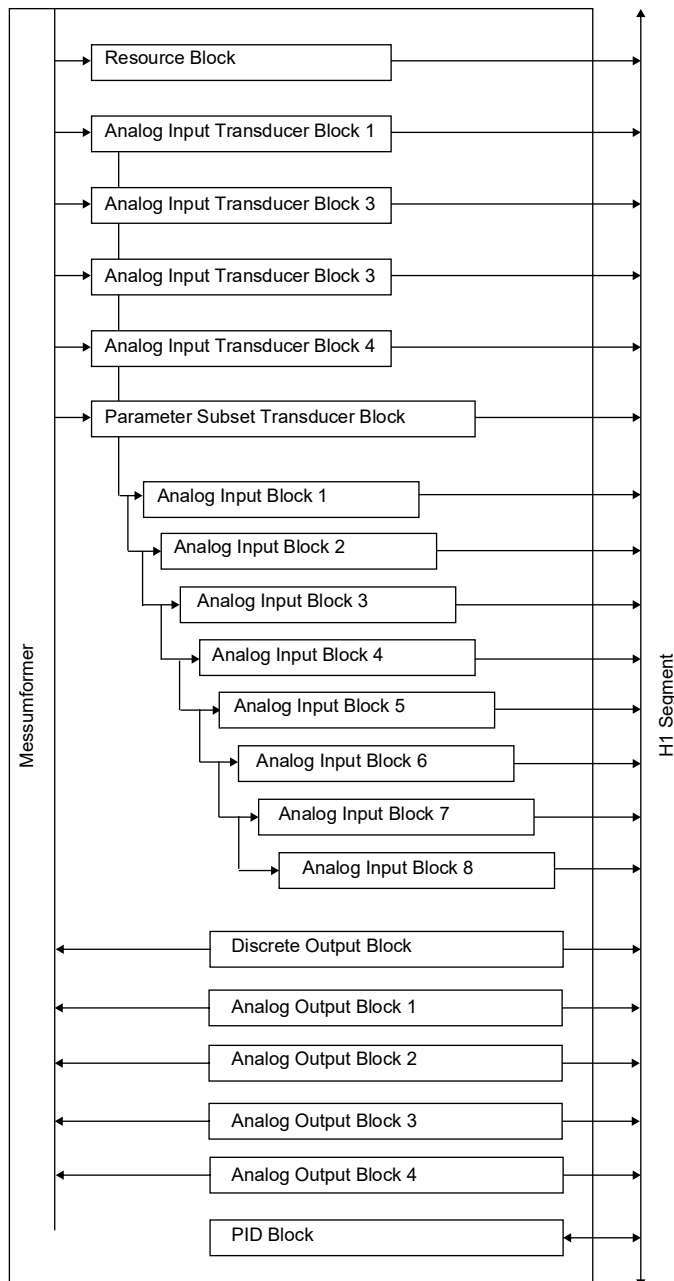 Resource Block
Analog Input Transducer Block 1
Analog Input Transducer Block 3
Analog Input Transducer Block 3
Analog Input Transducer Block 4
Parameter Subset Transducer Block
Analog Input Block 1
Analog Input Block 2
Analog Input Block 3
Analog Input Block 4
Analog Input Block 5
Analog Input Block 6
Analog Input Block 7
Analog Input Block 8
Discrete Output Block
Analog Output Block 1
Analog Output Block 2
Analog Output Block 3
Analog Output Block 4
PID Block
Messumformer
H1 Segment